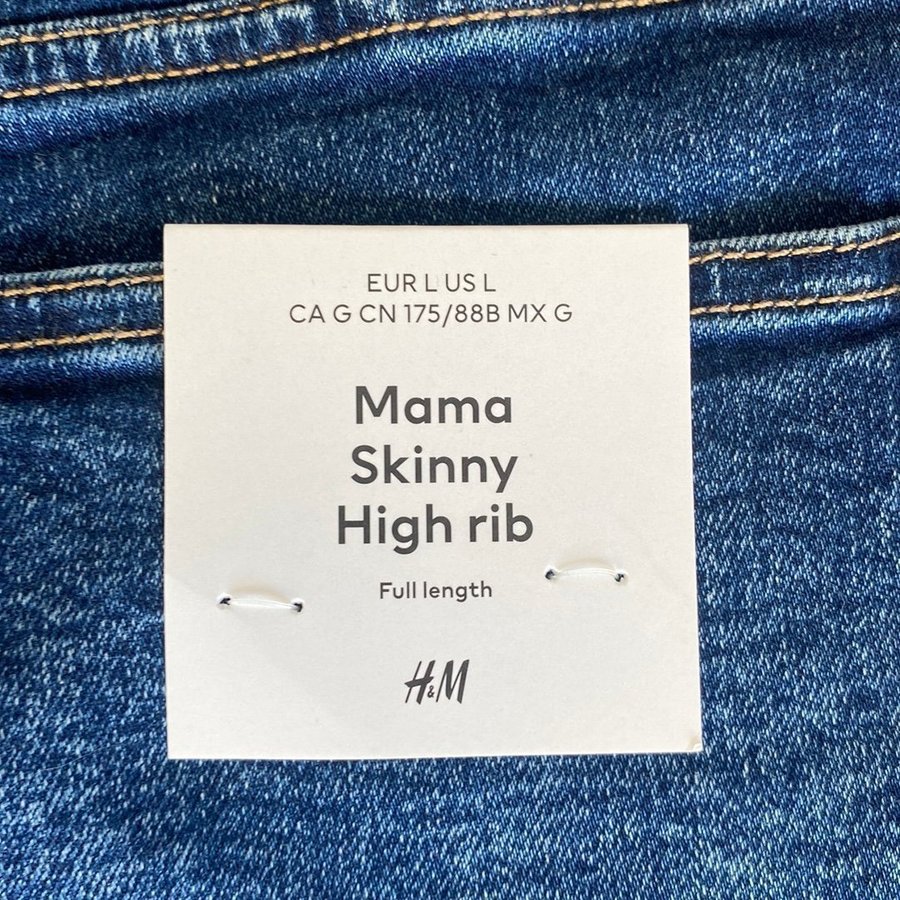 EUR L US L
CA G CN 175/88B MX G
Mama
Skinny
High rib
Full length
H&M